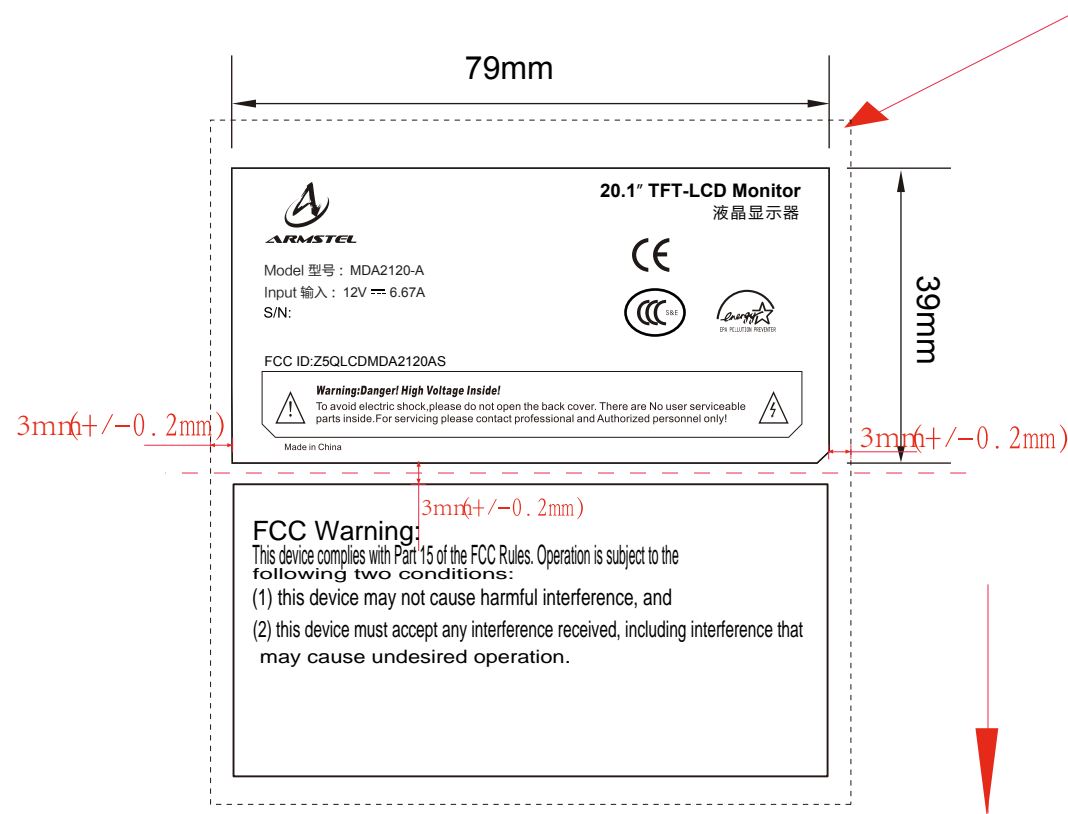 79mm
ARMSTEL
20.1" TFT-LCD Monitor
液晶显示器
Model 型号: MDA2120-A
Input 输入: 12V ⎓ 6.67A
S/N:
CE
CCC S&E
energy
EPA POLLUTION PREVENTER
39mm
FCC ID:Z5QLCDMDA2120AS
Warning:Danger! High Voltage Inside!
To avoid electric shock,please do not open the back cover. There are No user serviceable
parts inside.For servicing please contact professional and Authorized personnel only!
Made in China
3mm(+/-0.2mm)
3mm(+/-0.2mm)
3mm(+/-0.2mm)
FCC Warning:
This device complies with Part 15 of the FCC Rules. Operation is subject to the
following two conditions:
(1) this device may not cause harmful interference, and
(2) this device must accept any interference received, including interference that
may cause undesired operation.